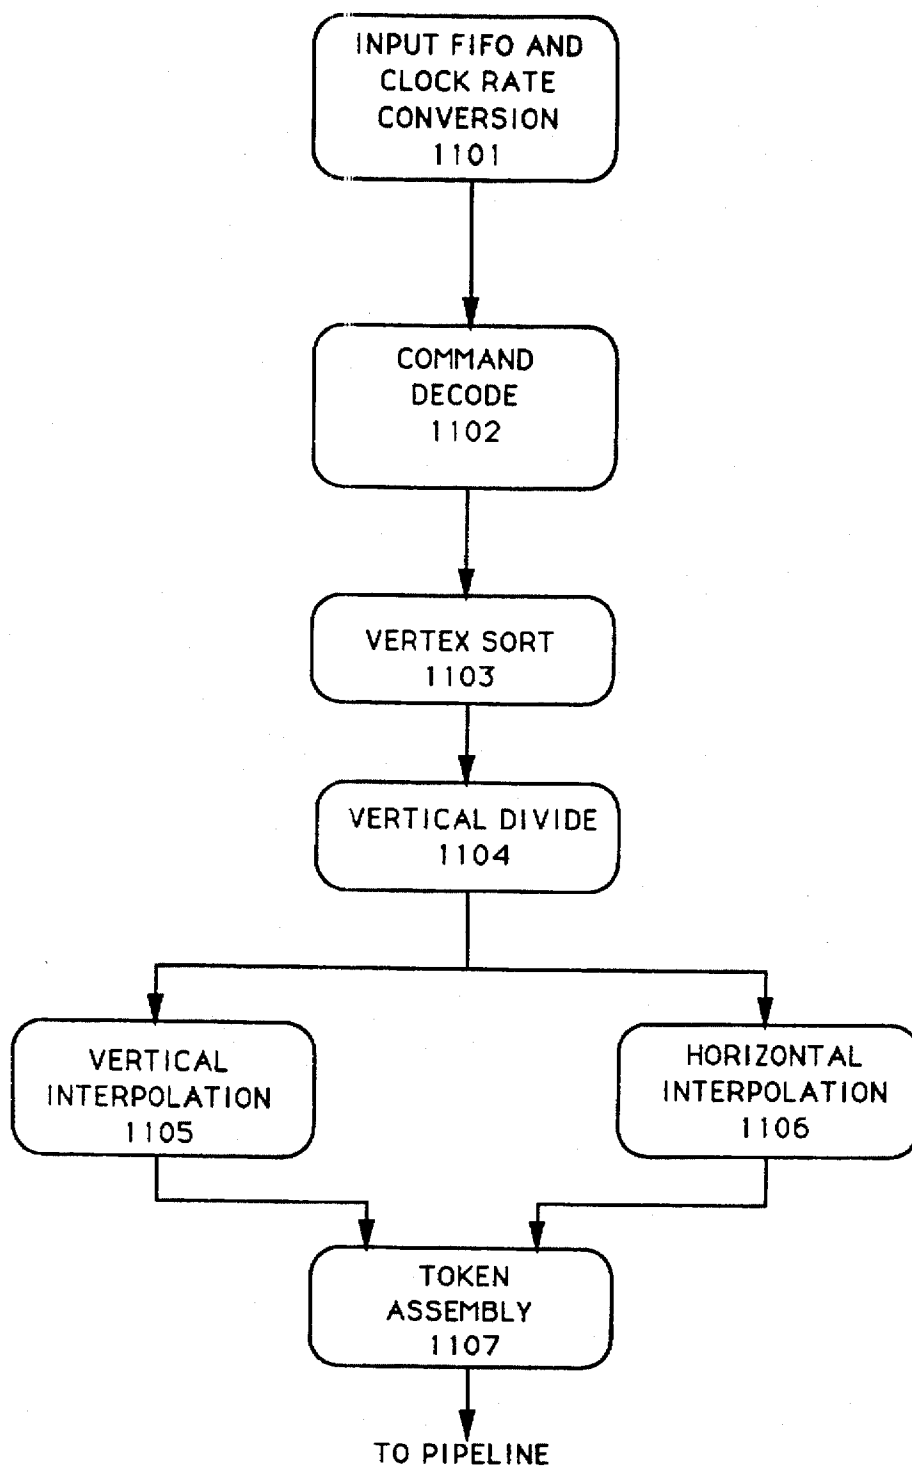 INPUT FIFO AND
CLOCK RATE
CONVERSION
1101
COMMAND
DECODE
1102
VERTEX SORT
1103
VERTICAL DIVIDE
1104
VERTICAL
INTERPOLATION
1105
HORIZONTAL
INTERPOLATION
1106
TOKEN
ASSEMBLY
1107
TO PIPELINE